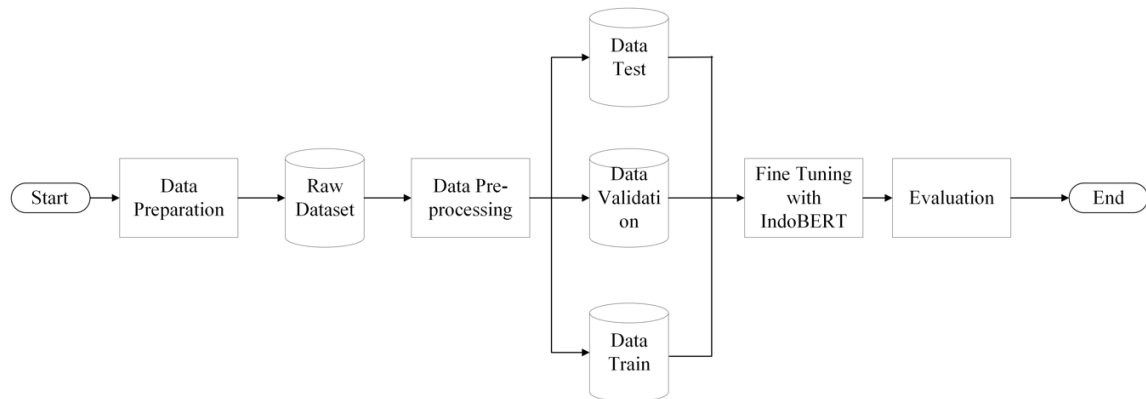 Start
Data
Preparation
Raw
Dataset
Data Pre-
processing
Data
Test
Data
Validati
on
Data
Train
Fine Tuning
with
IndoBERT
Evaluation
End